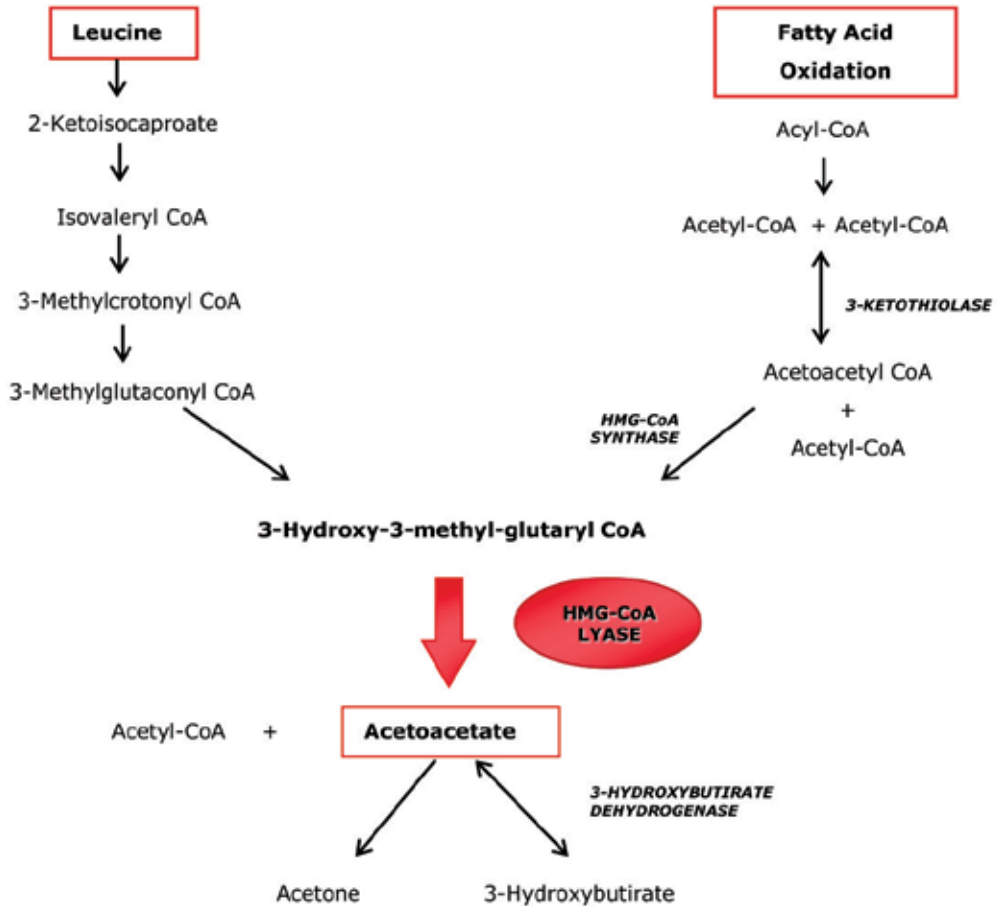 Leucine
2-Ketoisocaproate
Isovaleryl CoA
3-Methylcrotonyl CoA
3-Methylglutaconyl CoA
Fatty Acid
Oxidation
Acyl-CoA
Acetyl-CoA + Acetyl-CoA
3-KETOTHIOLASE
Acetoacetyl CoA
+
Acetyl-CoA
HMG-CoA
SYNTHASE
3-Hydroxy-3-methyl-glutaryl CoA
HMG-CoA
LYASE
Acetyl-CoA + Acetoacetate
3-HYDROXYBUTIRATE
DEHYDROGENASE
Acetone
3-Hydroxybutirate